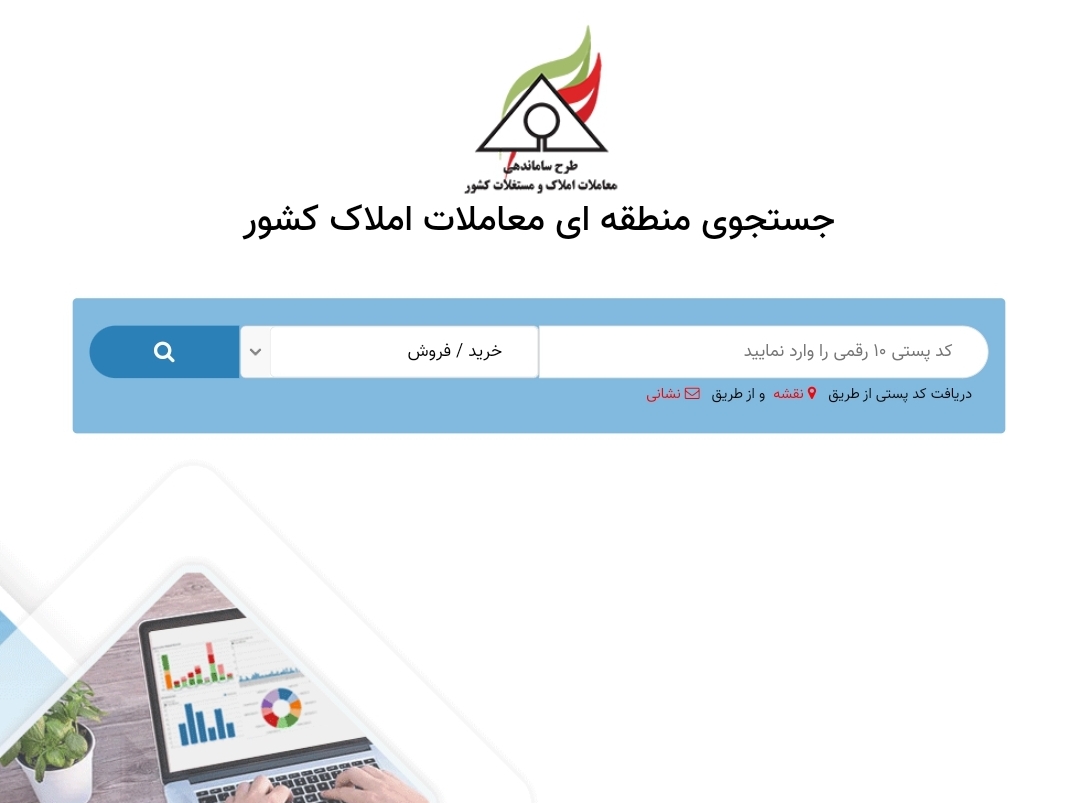 طرح ساماندهی
معاملات املاک و مستغلات کشور
جستجوی منطقه ای معاملات املاک کشور
کد پستی ۱۰ رقمی را وارد نمایید
خرید / فروش
دریافت کد پستی از طریق نقشه و از طریق نشانی